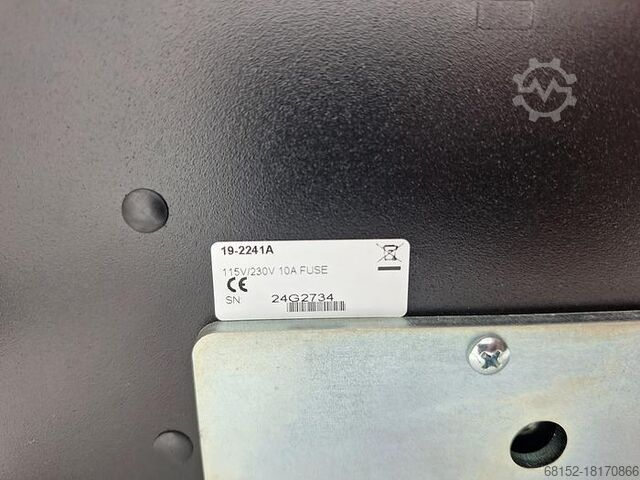 19-2241A
115V/230V 10A FUSE
CE
SN: 24G2734
68152-18170866